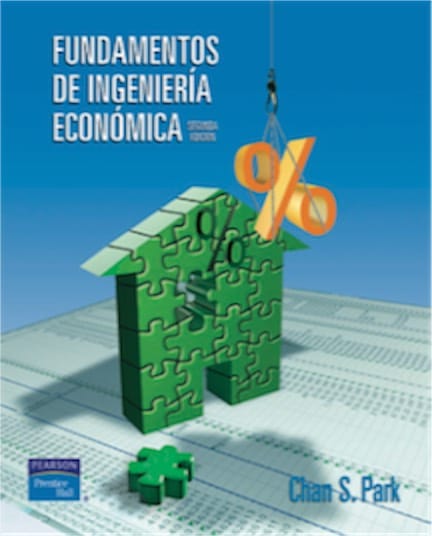 FUNDAMENTOS
DE INGENIERÍA
ECONÓMICA SEGUNDA
EDICIÓN
%
%
PEARSON
Prentice
Hall
Chan S. Park